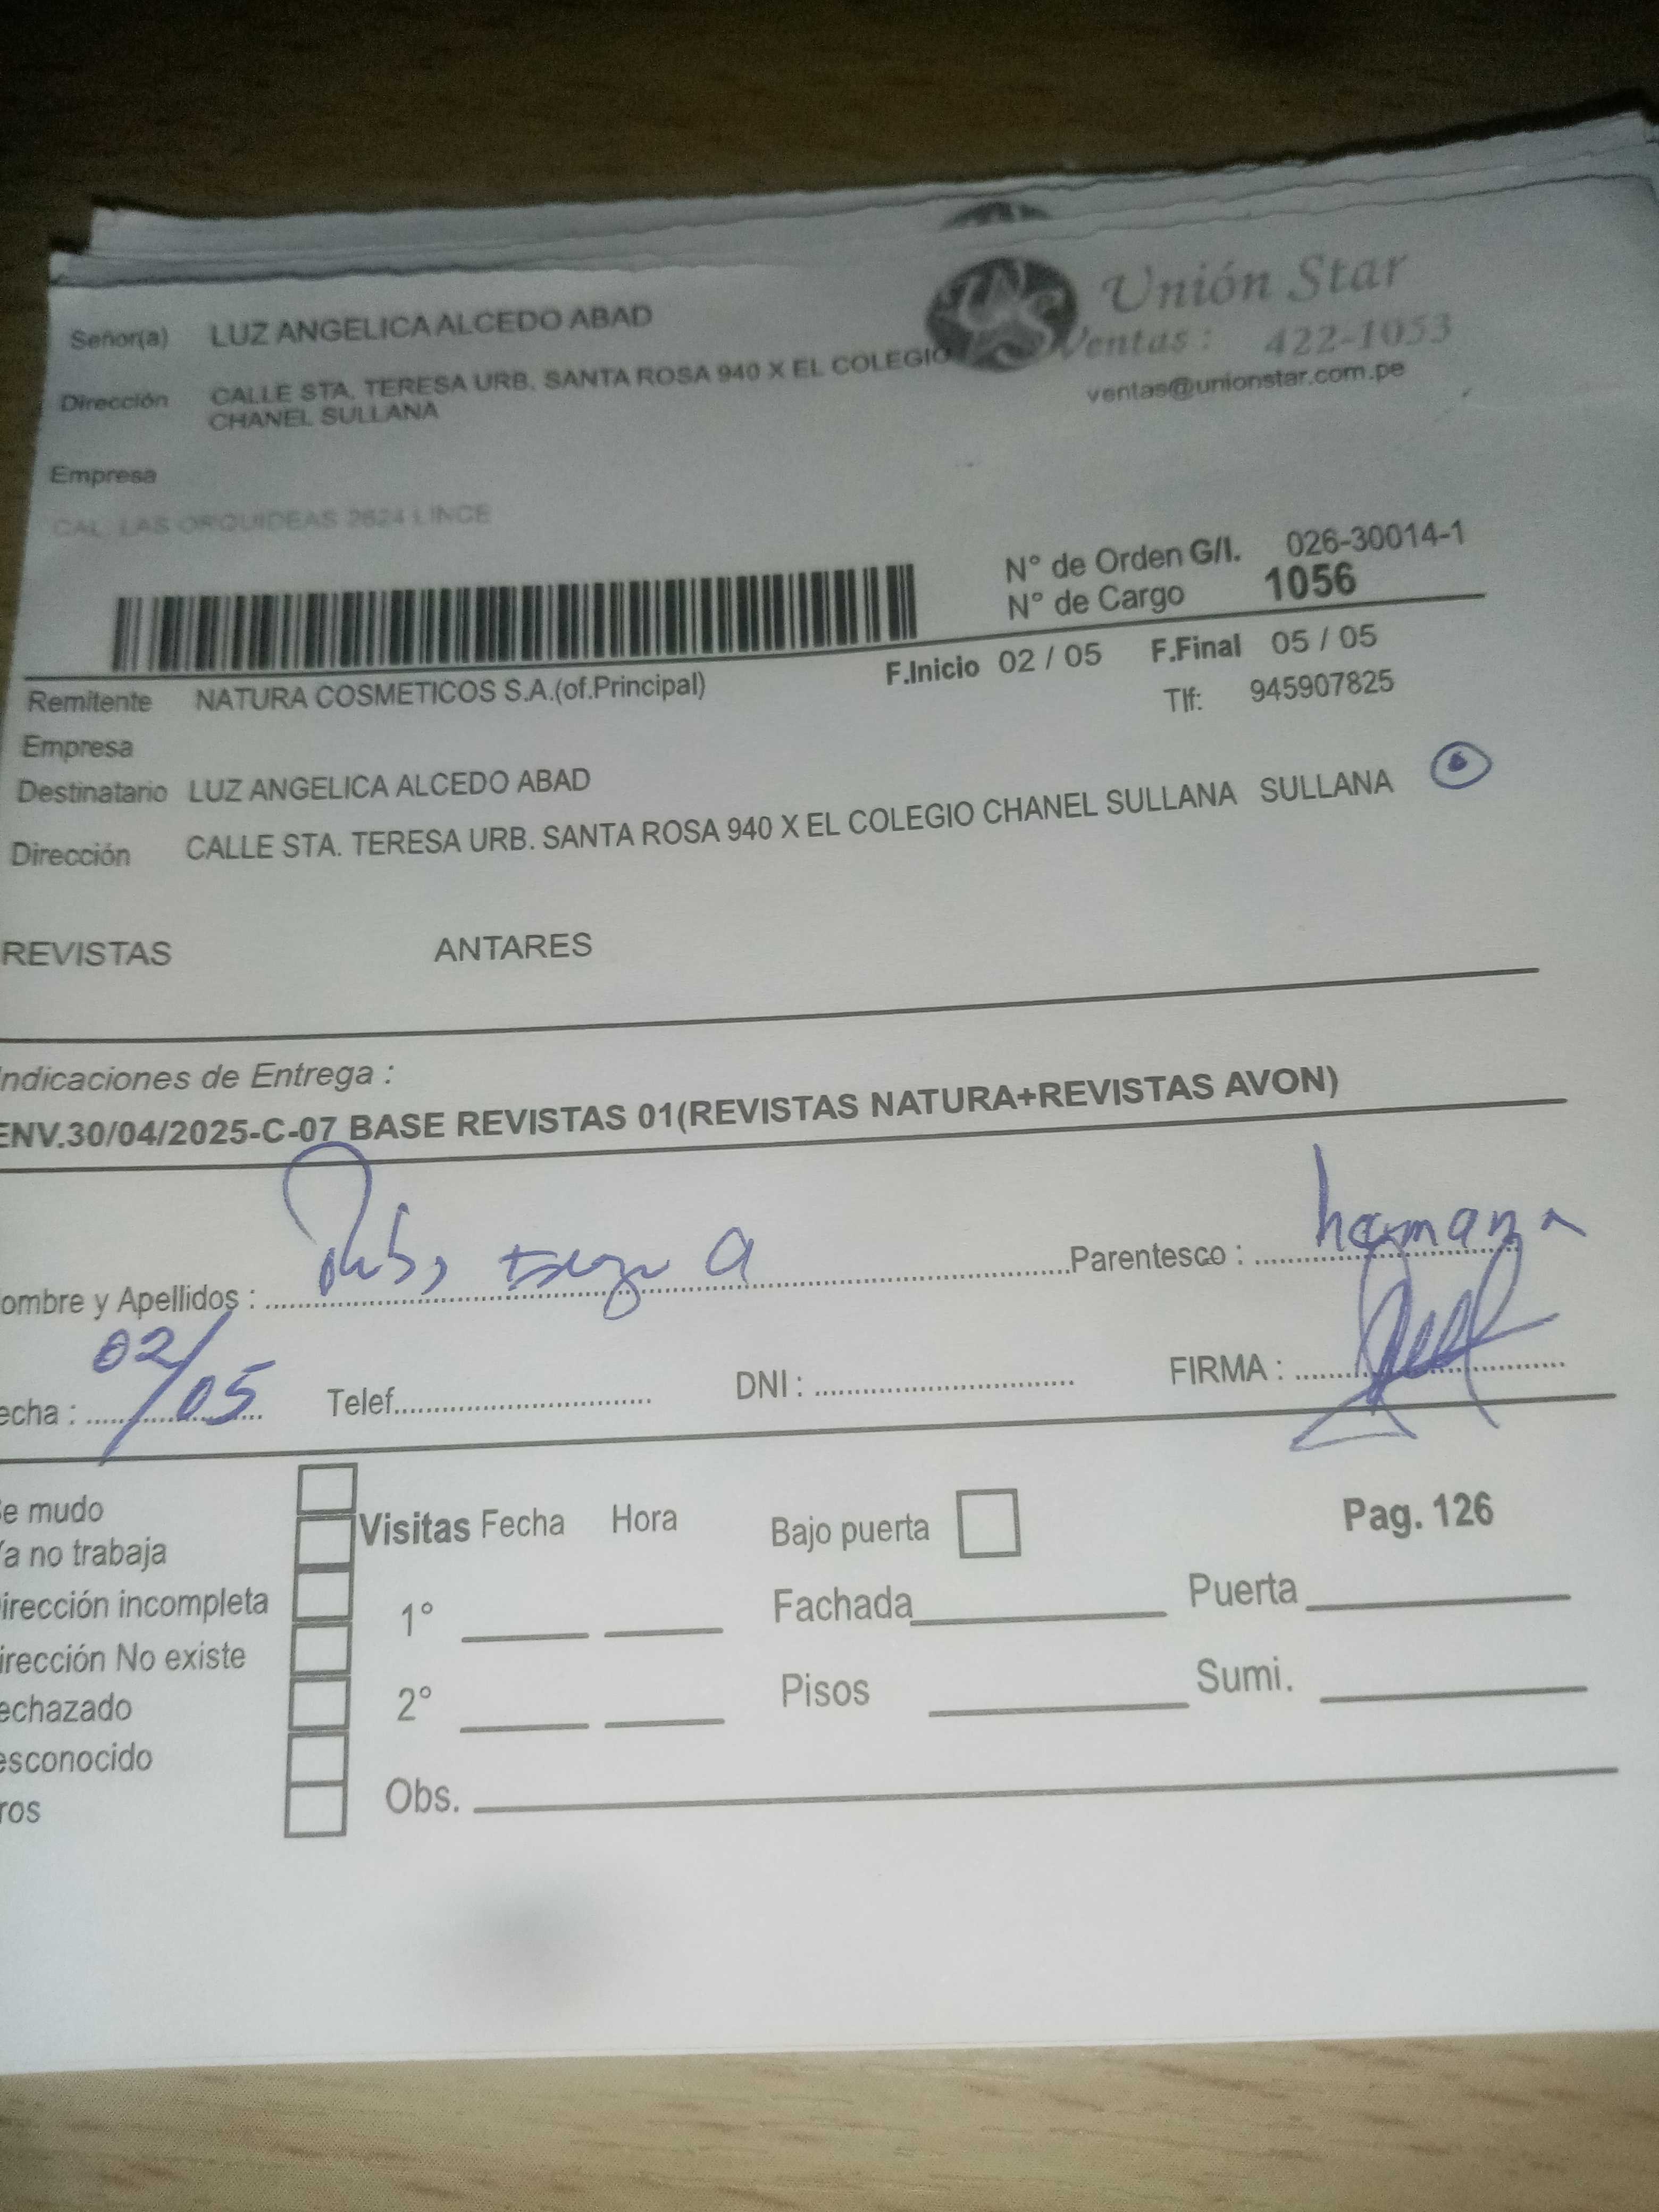 Señor(a) LUZ ANGELICA ALCEDO ABAD
Unión Star
Ventas : 422-1053
ventas@unionstar.com.pe
Dirección CALLE STA. TERESA URB. SANTA ROSA 940 X EL COLEGIO
CHANEL SULLANA
Empresa
CAL. LAS ORQUIDEAS 2624 LINCE
N° de Orden G/I. 026-30014-1
N° de Cargo 1056
F.Inicio 02 / 05 F.Final 05 / 05
Remitente NATURA COSMETICOS S.A.(of.Principal)
Tlf: 945907825
Empresa
Destinatario LUZ ANGELICA ALCEDO ABAD
Dirección CALLE STA. TERESA URB. SANTA ROSA 940 X EL COLEGIO CHANEL SULLANA SULLANA
REVISTAS ANTARES
Indicaciones de Entrega :
ENV.30/04/2025-C-07 BASE REVISTAS 01(REVISTAS NATURA+REVISTAS AVON)
ombre y Apellidos : Parentesco : hermana
echa : 02/05 Telef. DNI : FIRMA :
e mudo
a no trabaja
irección incompleta
irección No existe
echazado
esconocido
ros
Visitas Fecha Hora
1°
2°
Obs.
Bajo puerta
Pag. 126
Fachada Puerta
Pisos Sumi.